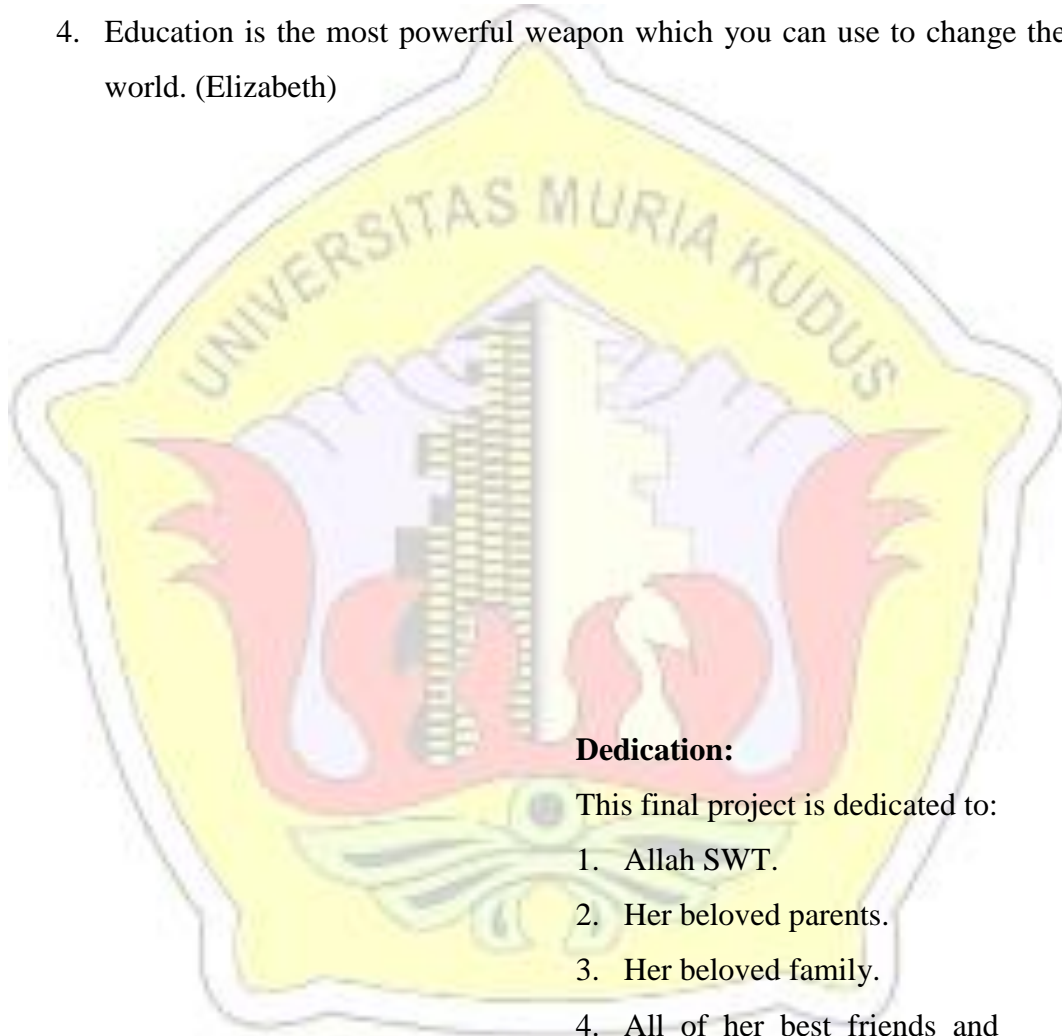 4. Education is the most powerful weapon which you can use to change the
world. (Elizabeth)
UNIVERSITAS MURIA KUDUS
Dedication:
This final project is dedicated to:
1. Allah SWT.
2. Her beloved parents.
3. Her beloved family.
4. All of her best friends and